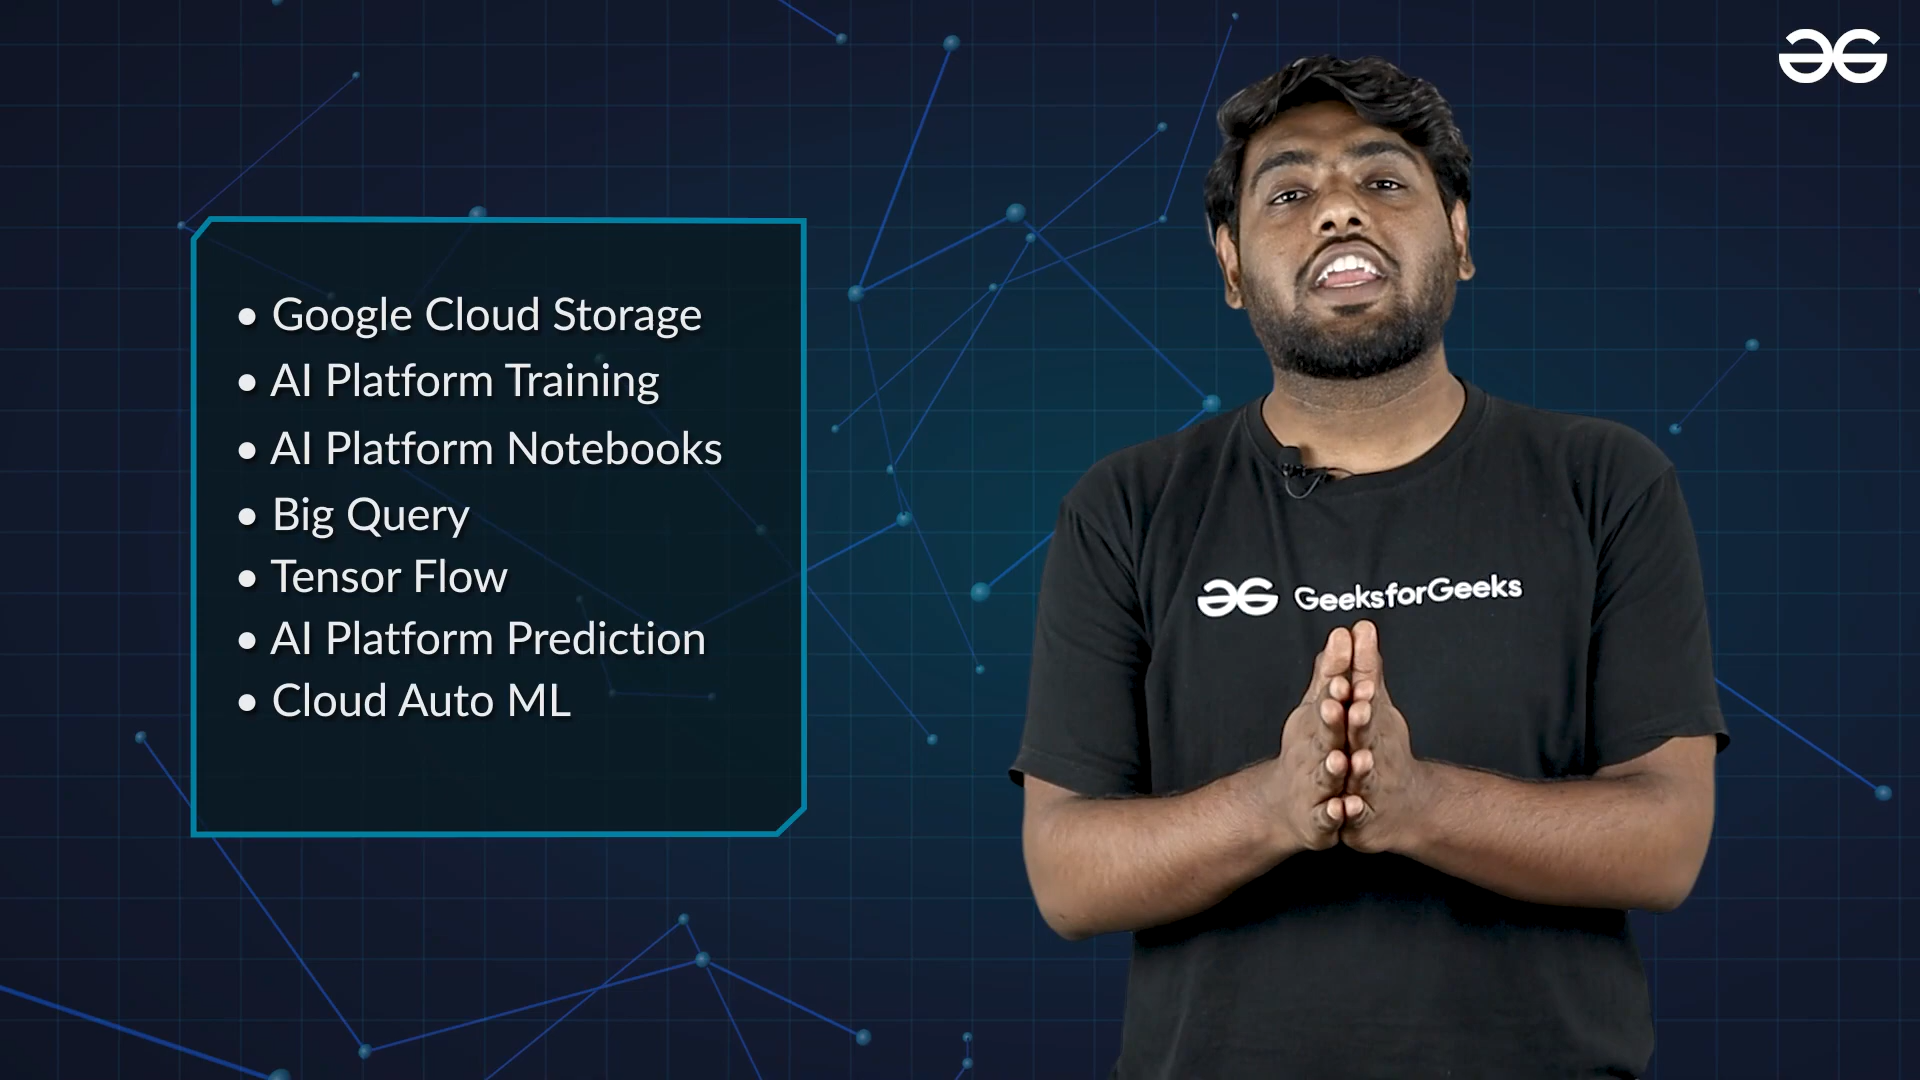 • Google Cloud Storage
• AI Platform Training
• AI Platform Notebooks
• Big Query
• Tensor Flow
• AI Platform Prediction
• Cloud Auto ML
GeeksforGeeks